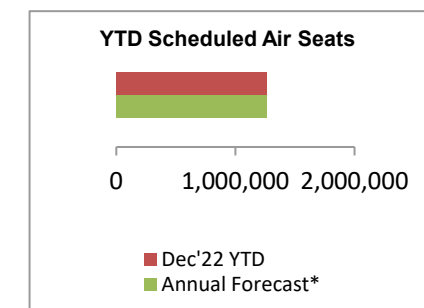 YTD Scheduled Air Seats
0 1,000,000 2,000,000
Dec'22 YTD
Annual Forecast*